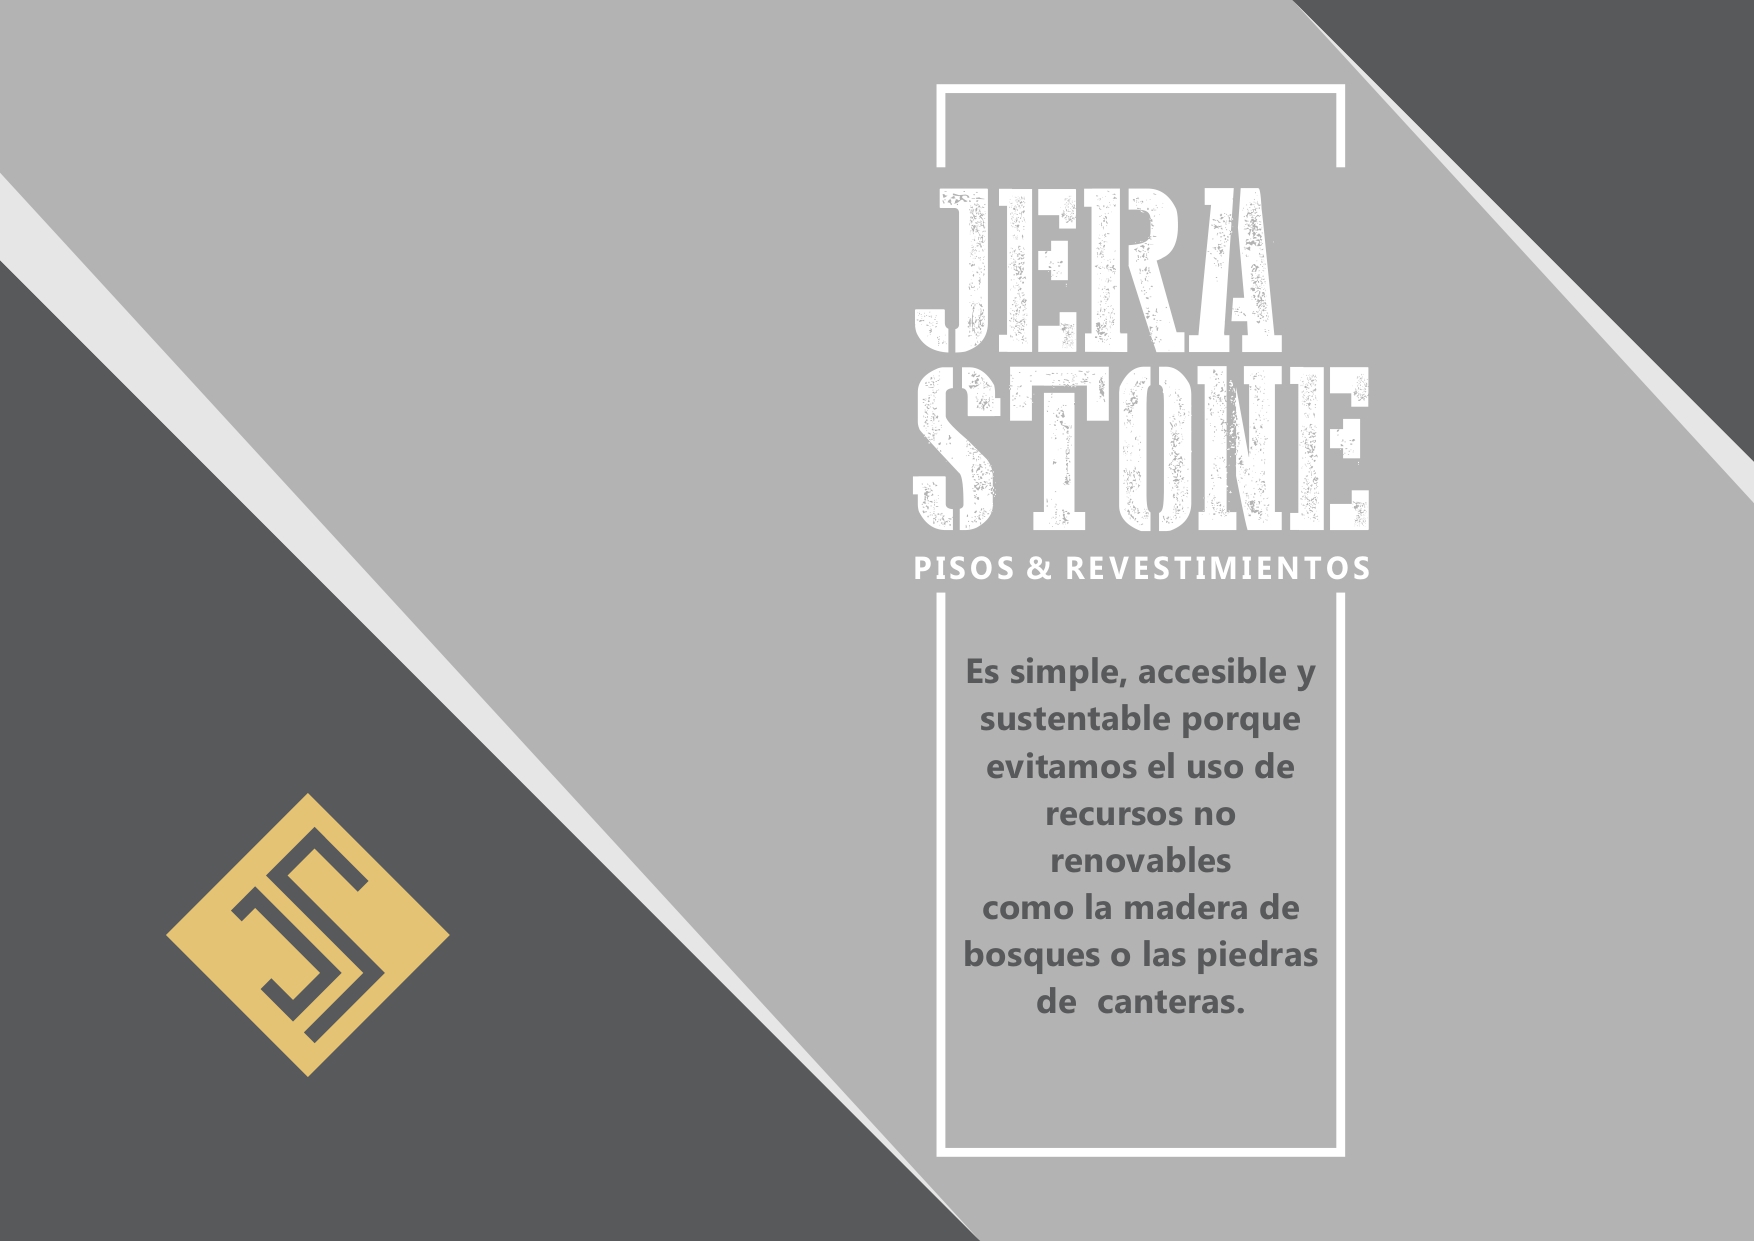 JERA
STONE
PISOS & REVESTIMIENTOS
Es simple, accesible y
sustentable porque
evitamos el uso de
recursos no
renovables
como la madera de
bosques o las piedras
de  canteras.
JS